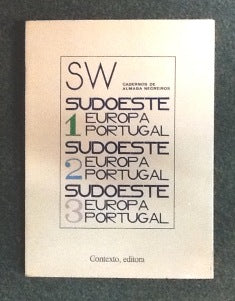 SW
CADERNOS DE
ALMADA NEGREIROS
SUDOESTE
1 EUROPA
PORTUGAL
SUDOESTE
2 EUROPA
PORTUGAL
SUDOESTE
3 EUROPA
PORTUGAL
Contexto, editora